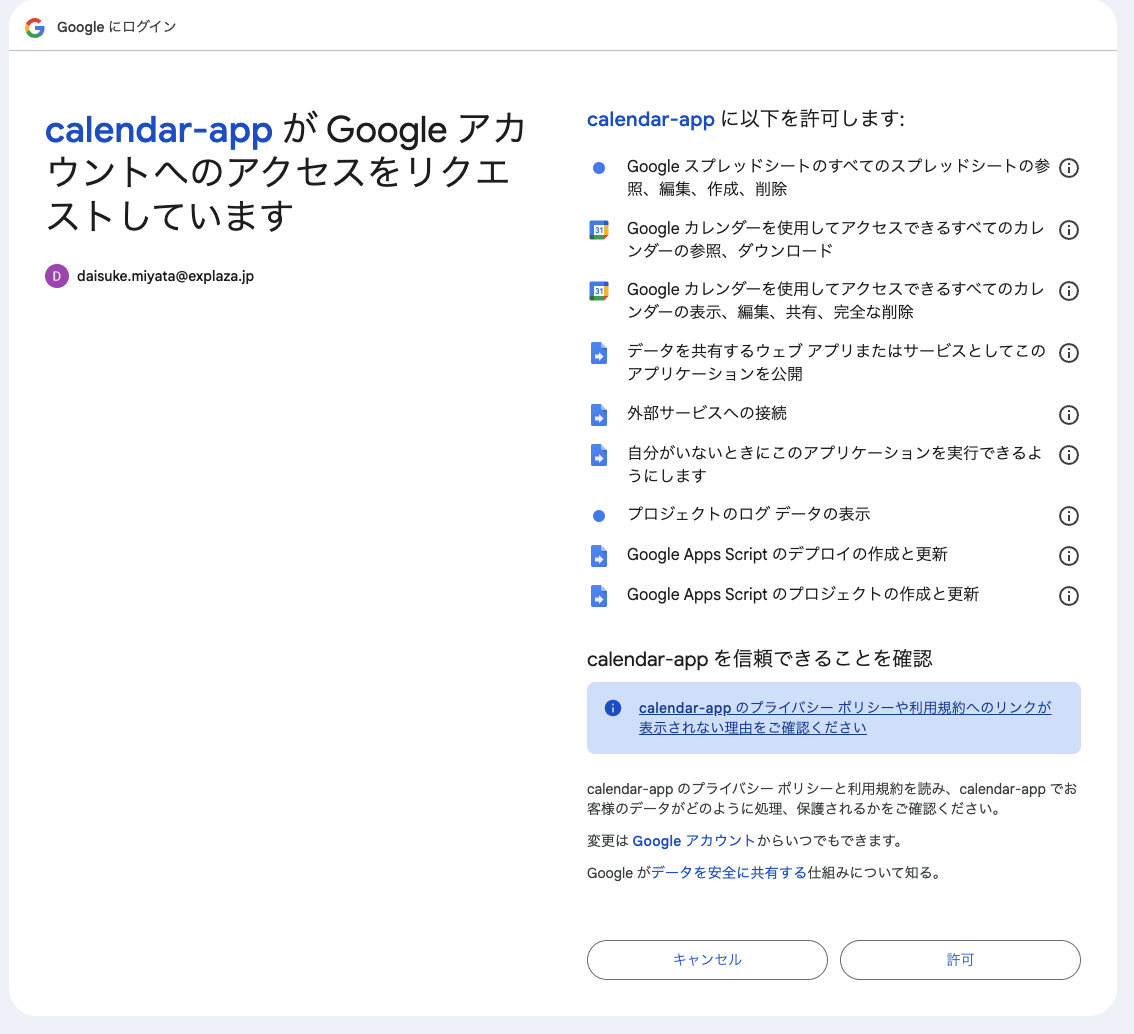 Google にログイン
calendar-app が Google アカ
ウントへのアクセスをリクエ
ストしています
D daisuke.miyata@explaza.jp
calendar-app に以下を許可します:
Google スプレッドシートのすべてのスプレッドシートの参
照、編集、作成、削除
31 Google カレンダーを使用してアクセスできるすべてのカレ
ンダーの参照、ダウンロード
31 Google カレンダーを使用してアクセスできるすべてのカレ
ンダーの表示、編集、共有、完全な削除
データを共有するウェブ アプリまたはサービスとしてこの
アプリケーションを公開
外部サービスへの接続
自分がいないときにこのアプリケーションを実行できるよ
うにします
プロジェクトのログ データの表示
Google Apps Script のデプロイの作成と更新
Google Apps Script のプロジェクトの作成と更新
calendar-app を信頼できることを確認
calendar-app のプライバシー ポリシーや利用規約へのリンクが
表示されない理由をご確認ください
calendar-app のプライバシー ポリシーと利用規約を読み、calendar-app でお
客様のデータがどのように処理、保護されるかをご確認ください。
変更は Google アカウントからいつでもできます。
Google がデータを安全に共有する仕組みについて知る。
キャンセル 許可